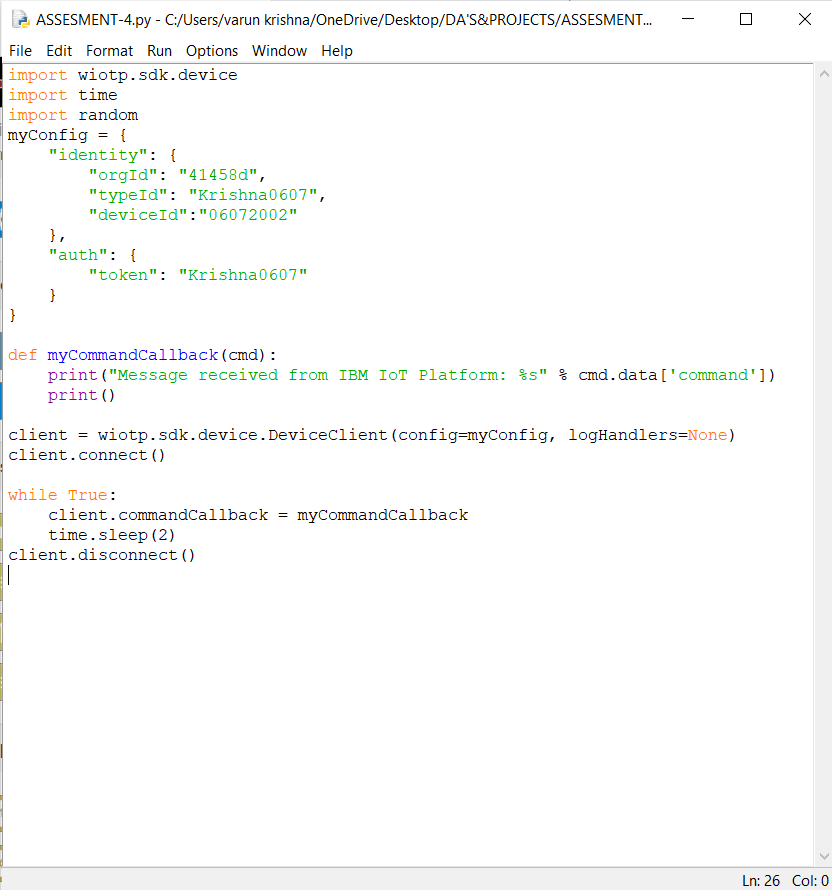 ASSESMENT-4.py - C:/Users/varun krishna/OneDrive/Desktop/DA'S&PROJECTS/ASSESMENT...
File Edit Format Run Options Window Help
import wiotp.sdk.device
import time
import random
myConfig = {
    "identity": {
        "orgId": "41458d",
        "typeId": "Krishna0607",
        "deviceId":"06072002"
    },
    "auth": {
        "token": "Krishna0607"
    }
}

def myCommandCallback(cmd):
    print("Message received from IBM IoT Platform: %s" % cmd.data['command'])
    print()

client = wiotp.sdk.device.DeviceClient(config=myConfig, logHandlers=None)
client.connect()

while True:
    client.commandCallback = myCommandCallback
    time.sleep(2)
client.disconnect()
Ln: 26 Col: 0